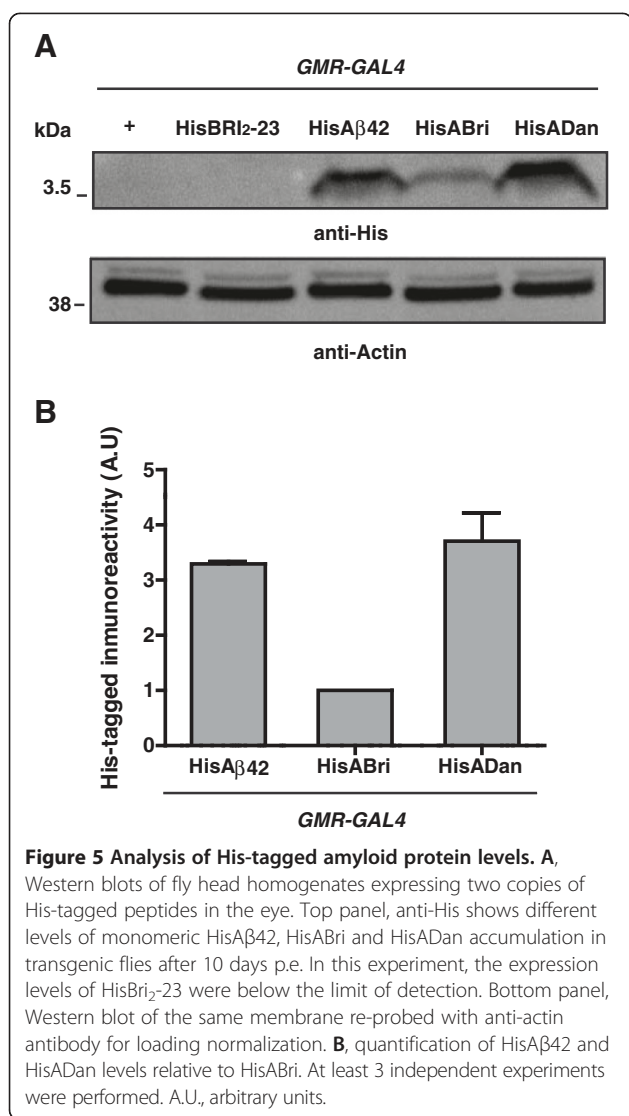 A
GMR-GAL4
kDa + HisBRI2-23 HisAβ42 HisABri HisADan
3.5
anti-His
38
anti-Actin
B
His-tagged inmunoreactivity (A.U)
5
4
3
2
1
0
HisAβ42 HisABri HisADan
GMR-GAL4
Figure 5 Analysis of His-tagged amyloid protein levels. A,
Western blots of fly head homogenates expressing two copies of
His-tagged peptides in the eye. Top panel, anti-His shows different
levels of monomeric HisAβ42, HisABri and HisADan accumulation in
transgenic flies after 10 days p.e. In this experiment, the expression
levels of HisBri2-23 were below the limit of detection. Bottom panel,
Western blot of the same membrane re-probed with anti-actin
antibody for loading normalization. B, quantification of HisAβ42 and
HisADan levels relative to HisABri. At least 3 independent experiments
were performed. A.U., arbitrary units.